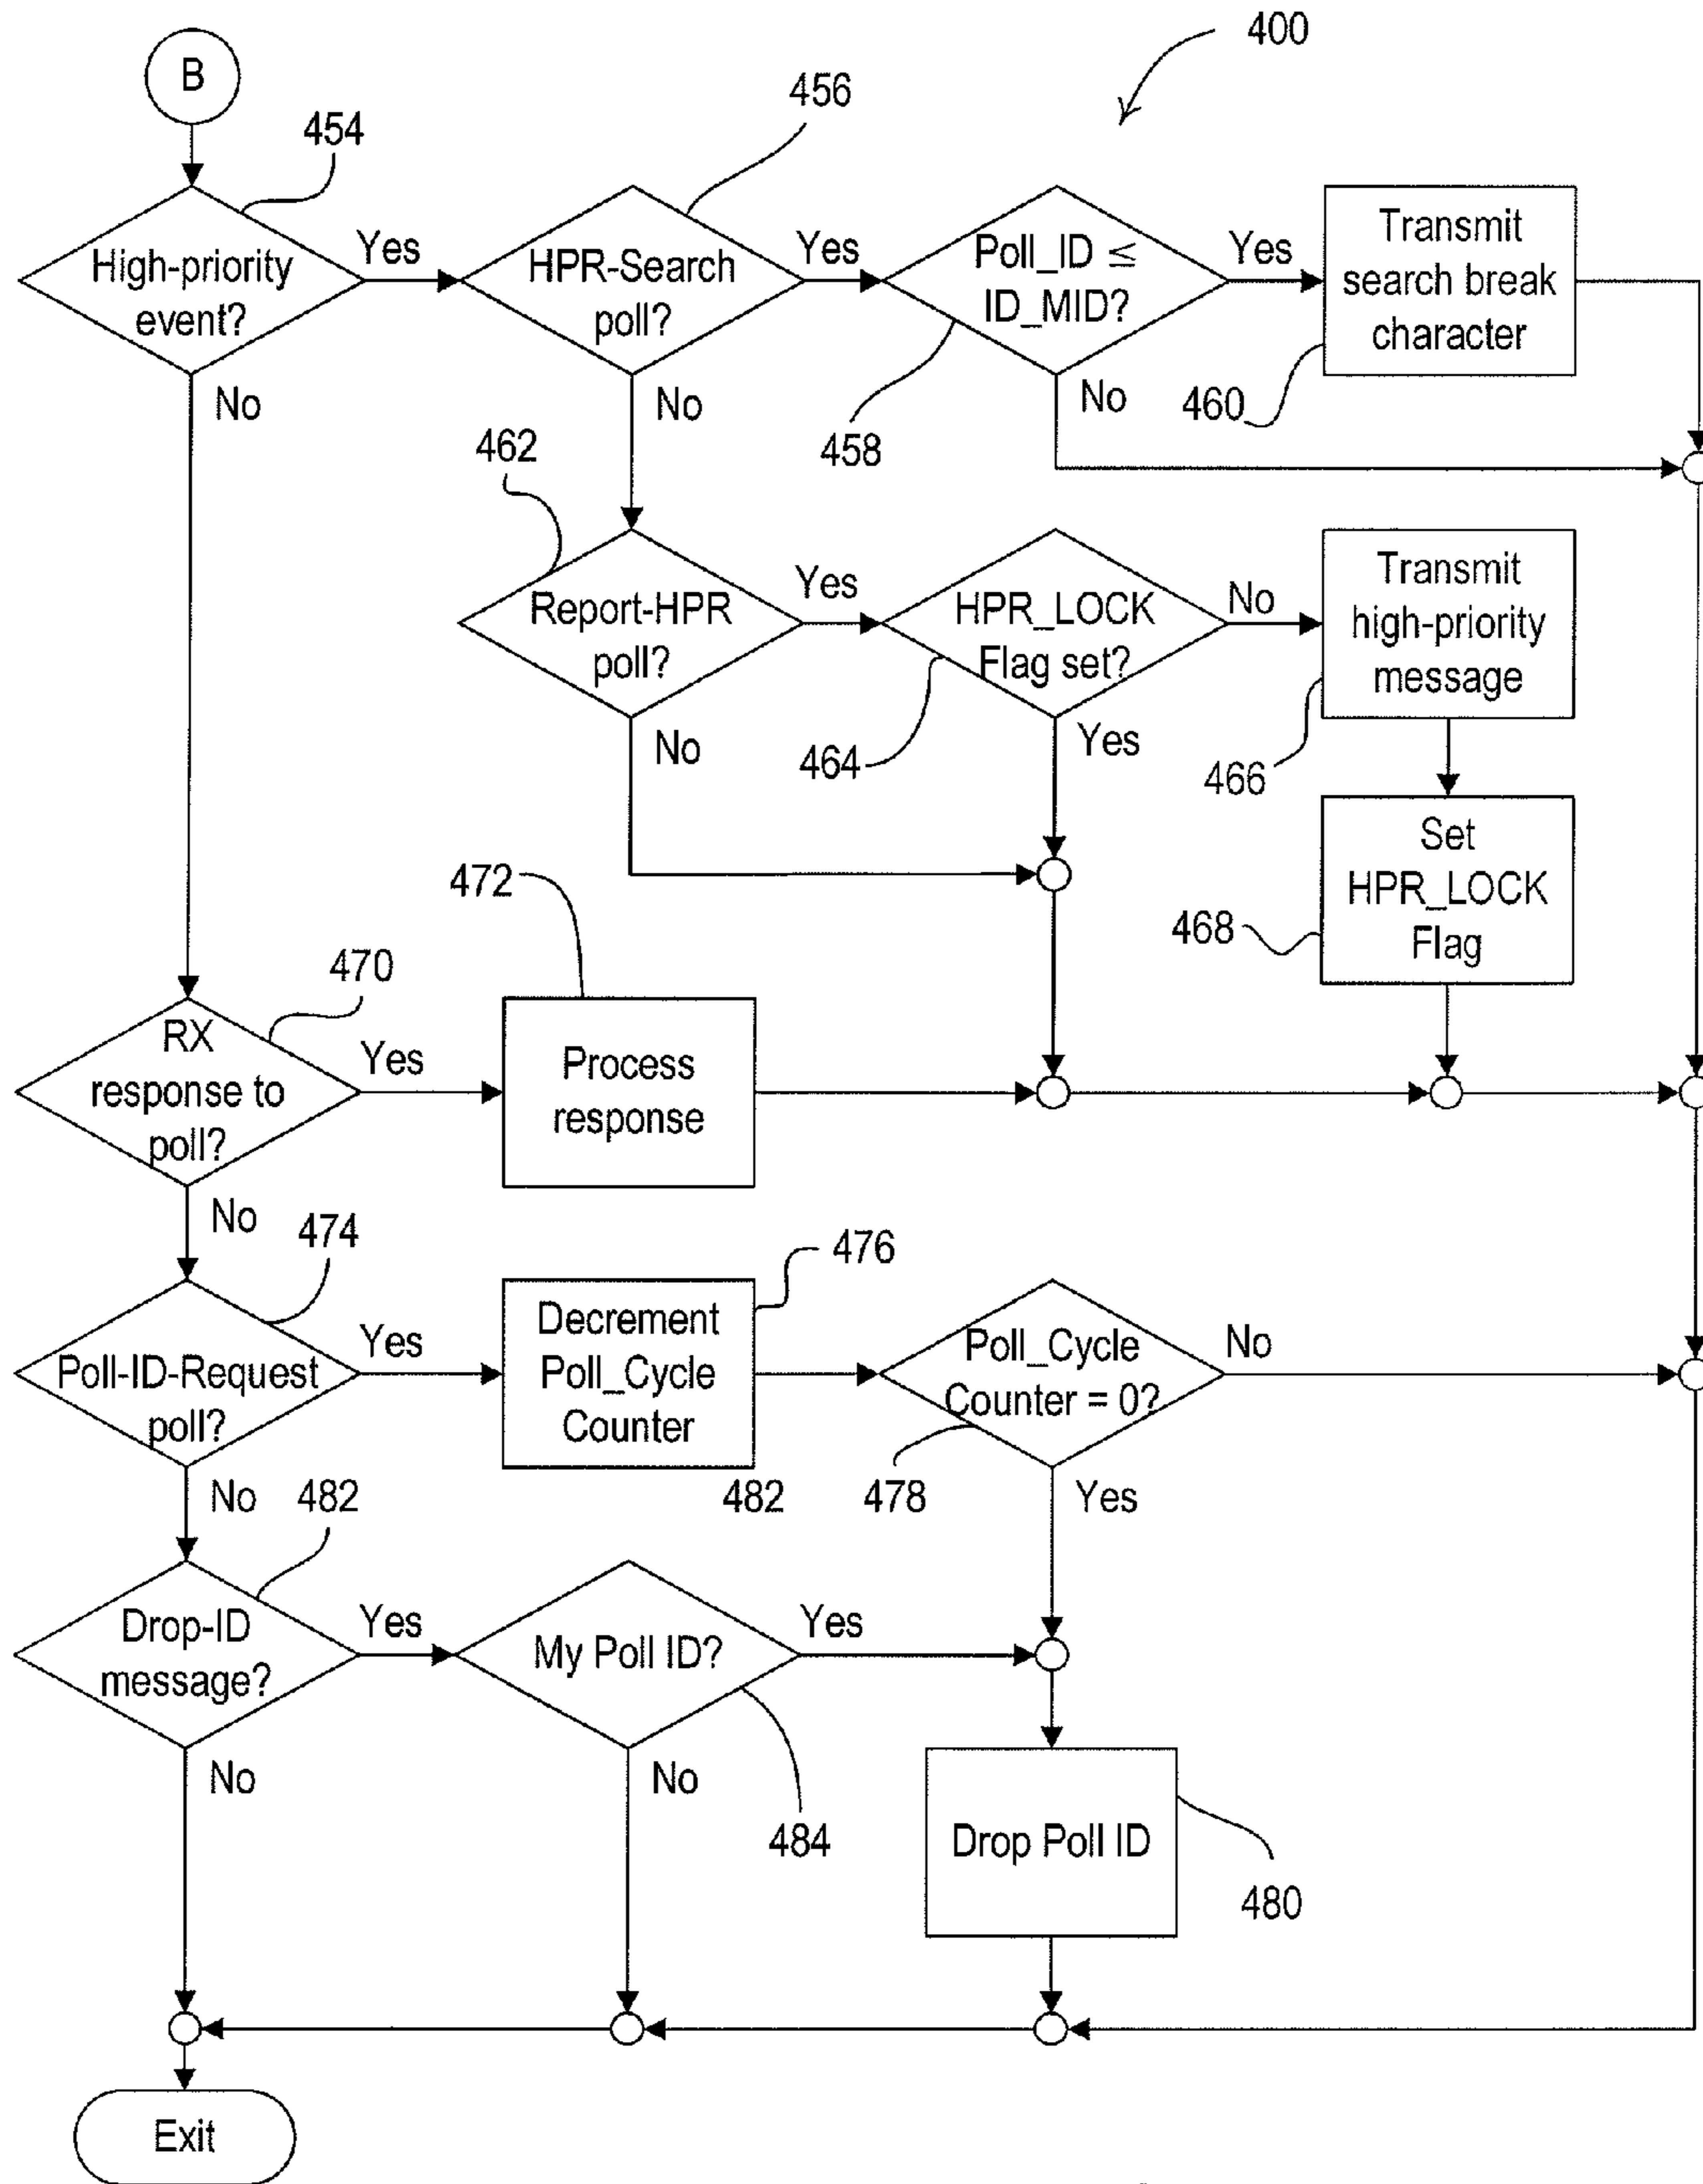 400
B
454
456
High-priority
event?
Yes
No
HPR-Search
poll?
Yes
No
Poll_ID ≤
ID_MID?
Yes
No
458
Transmit
search break
character
460
462
Report-HPR
poll?
Yes
No
HPR_LOCK
Flag set?
No
Yes
464
Transmit
high-priority
message
466
Set
HPR_LOCK
Flag
468
470
RX
response to
poll?
Yes
No
472
Process
response
474
Poll-ID-Request
poll?
Yes
No
476
Decrement
Poll_Cycle
Counter
482
Poll_Cycle
Counter = 0?
No
Yes
478
482
Drop-ID
message?
Yes
No
My Poll ID?
Yes
No
484
Drop Poll ID
480
Exit